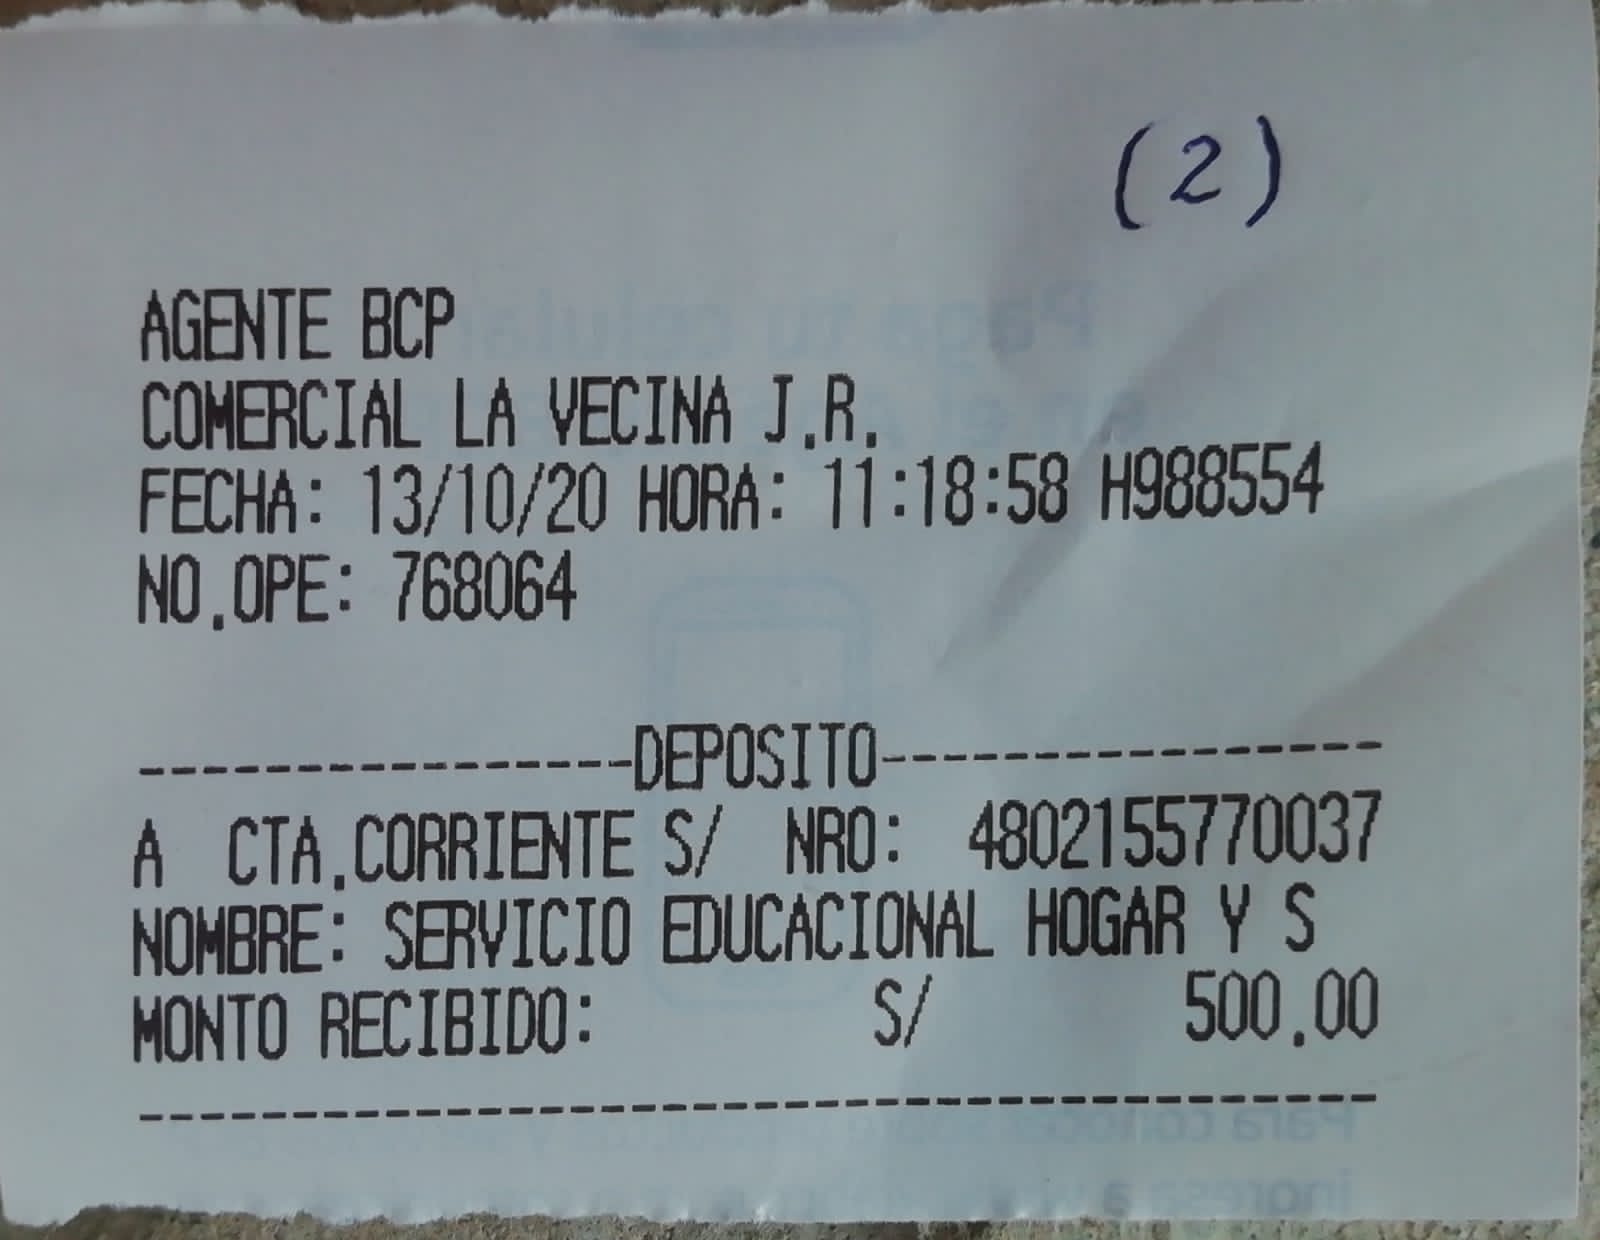 (2)
AGENTE BCP
COMERCIAL LA VECINA J.R.
FECHA: 13/10/20 HORA: 11:18:58 H988554
NO.OPE: 768064
----------------DEPOSITO----------------
A CTA.CORRIENTE S/ NRO: 4802155770037
NOMBRE: SERVICIO EDUCACIONAL HOGAR Y S
MONTO RECIBIDO: S/ 500.00
----------------------------------------